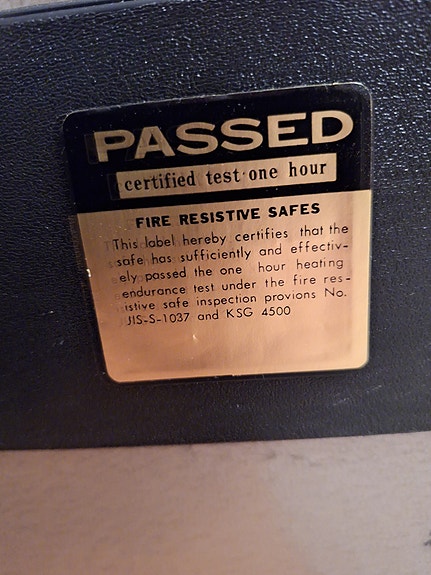 PASSED
certified test one hour
FIRE RESISTIVE SAFES
This label hereby certifies that the
safe has sufficiently and effectiv-
ely passed the one hour heating
endurance test under the fire res-
istive safe inspection provions No.
JIS-S-1037 and KSG 4500